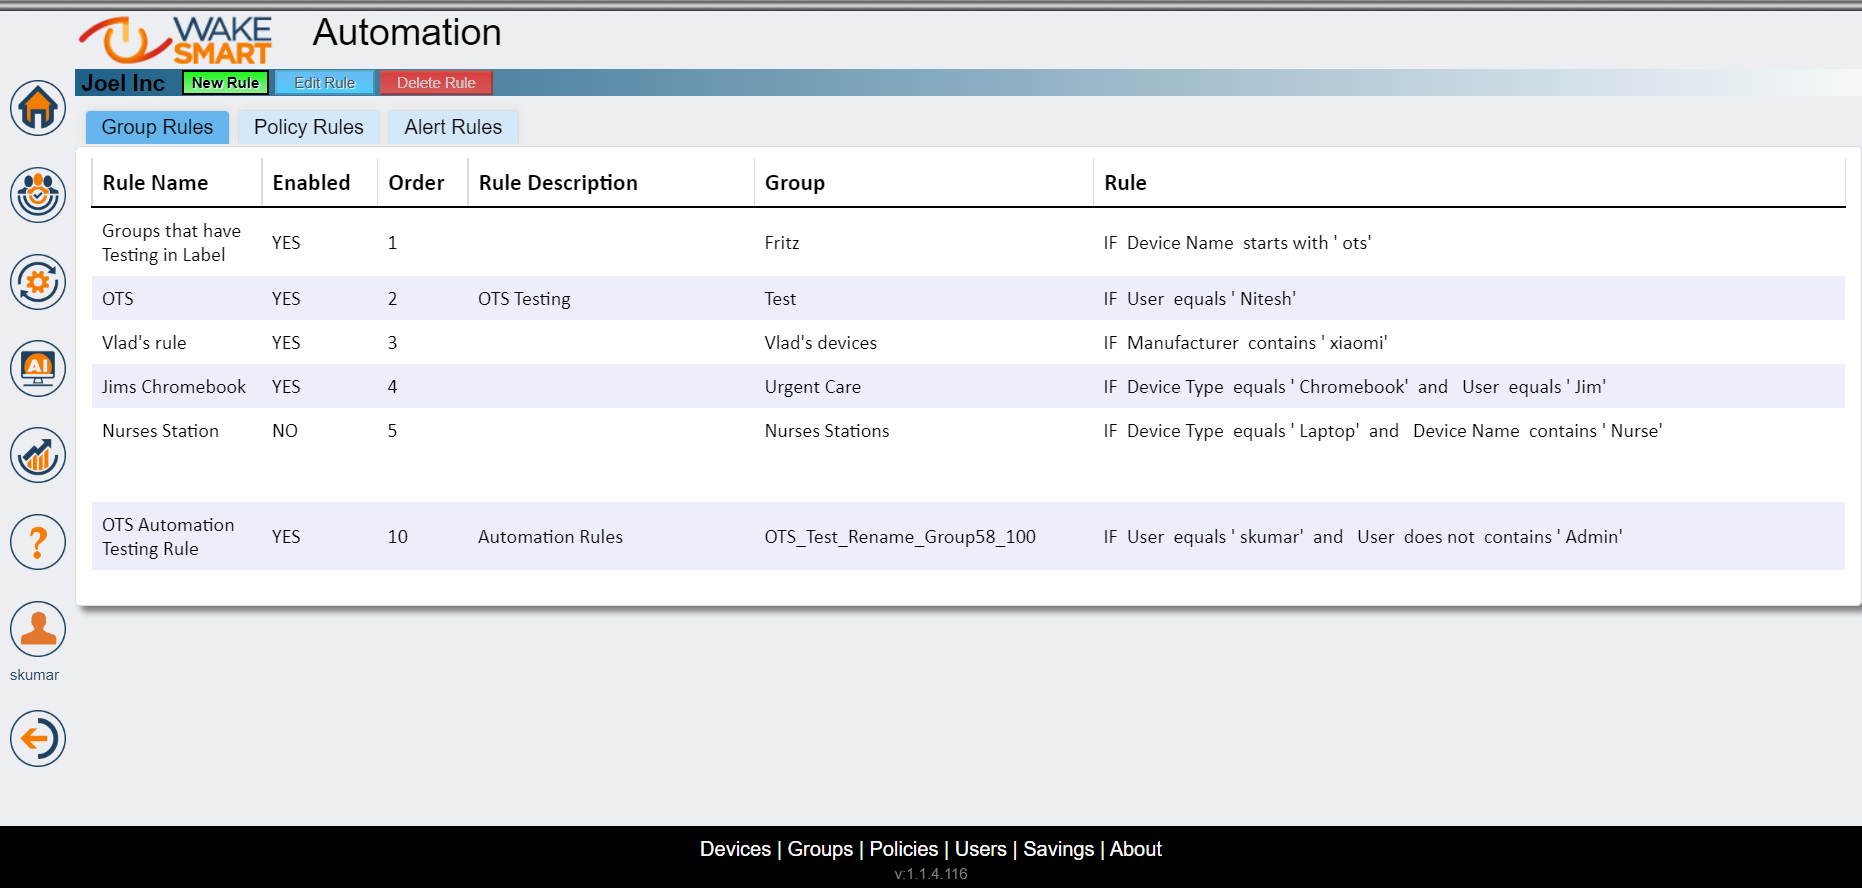 WAKE
SMART
Automation
Joel Inc
New Rule
Edit Rule
Delete Rule
Group Rules
Policy Rules
Alert Rules
Rule Name Enabled Order Rule Description Group Rule
Groups that have
Testing in Label
YES 1 Fritz IF Device Name starts with ' ots'
OTS YES 2 OTS Testing Test IF User equals ' Nitesh'
Vlad's rule YES 3 Vlad's devices IF Manufacturer contains ' xiaomi'
Jims Chromebook YES 4 Urgent Care IF Device Type equals ' Chromebook' and User equals ' Jim'
Nurses Station NO 5 Nurses Stations IF Device Type equals ' Laptop' and Device Name contains ' Nurse'
OTS Automation
Testing Rule
YES 10 Automation Rules OTS_Test_Rename_Group58_100 IF User equals ' skumar' and User does not contains ' Admin'
AI
?
skumar
Devices | Groups | Policies | Users | Savings | About
v:1.1.4.116